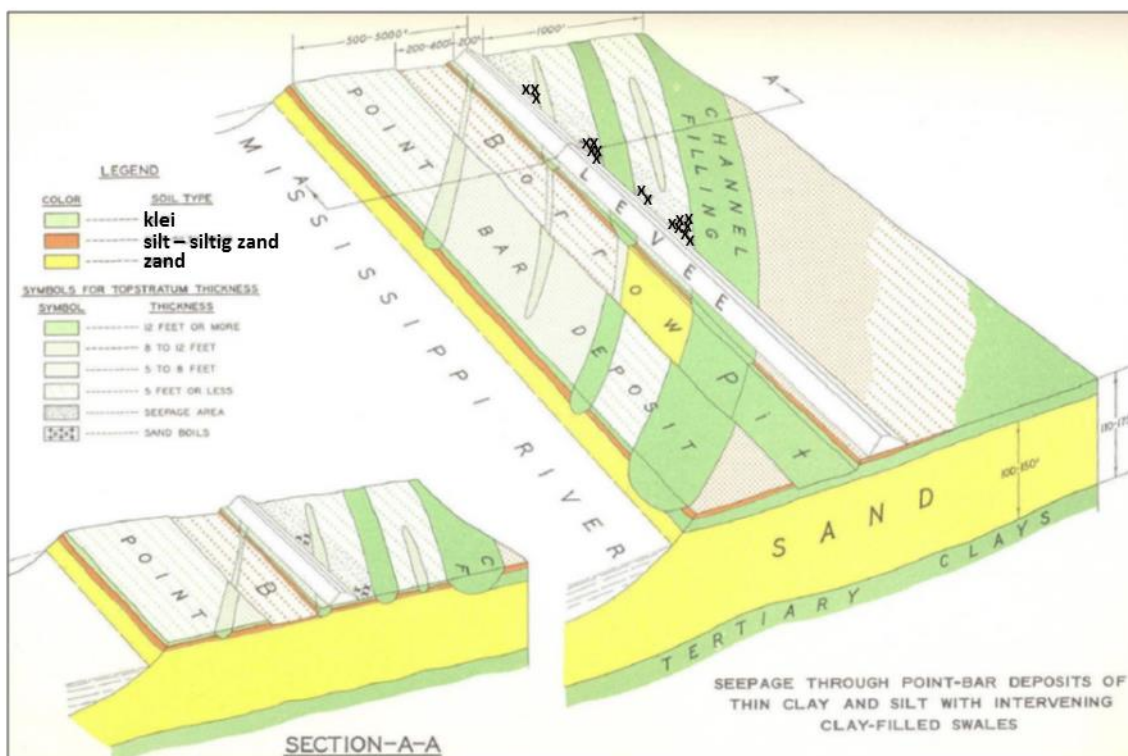 500-5000'
200-400'
200'
1000'
A
A
POINT
BAR
DEPOSIT
Borrow Pit
LEVEE
CHANNEL
FILLING
MISSISSIPPI RIVER
LEGEND
COLOR SOIL TYPE
klei
silt – siltig zand
zand
SYMBOLS FOR TOPSTRATUM THICKNESS
SYMBOL THICKNESS
12 FEET OR MORE
8 TO 12 FEET
5 TO 8 FEET
5 FEET OR LESS
SEEPAGE AREA
SAND BOILS
100-150'
SAND
TERTIARY CLAYS
POINT
B
C
F
SECTION-A-A
SEEPAGE THROUGH POINT-BAR DEPOSITS OF
THIN CLAY AND SILT WITH INTERVENING
CLAY-FILLED SWALES